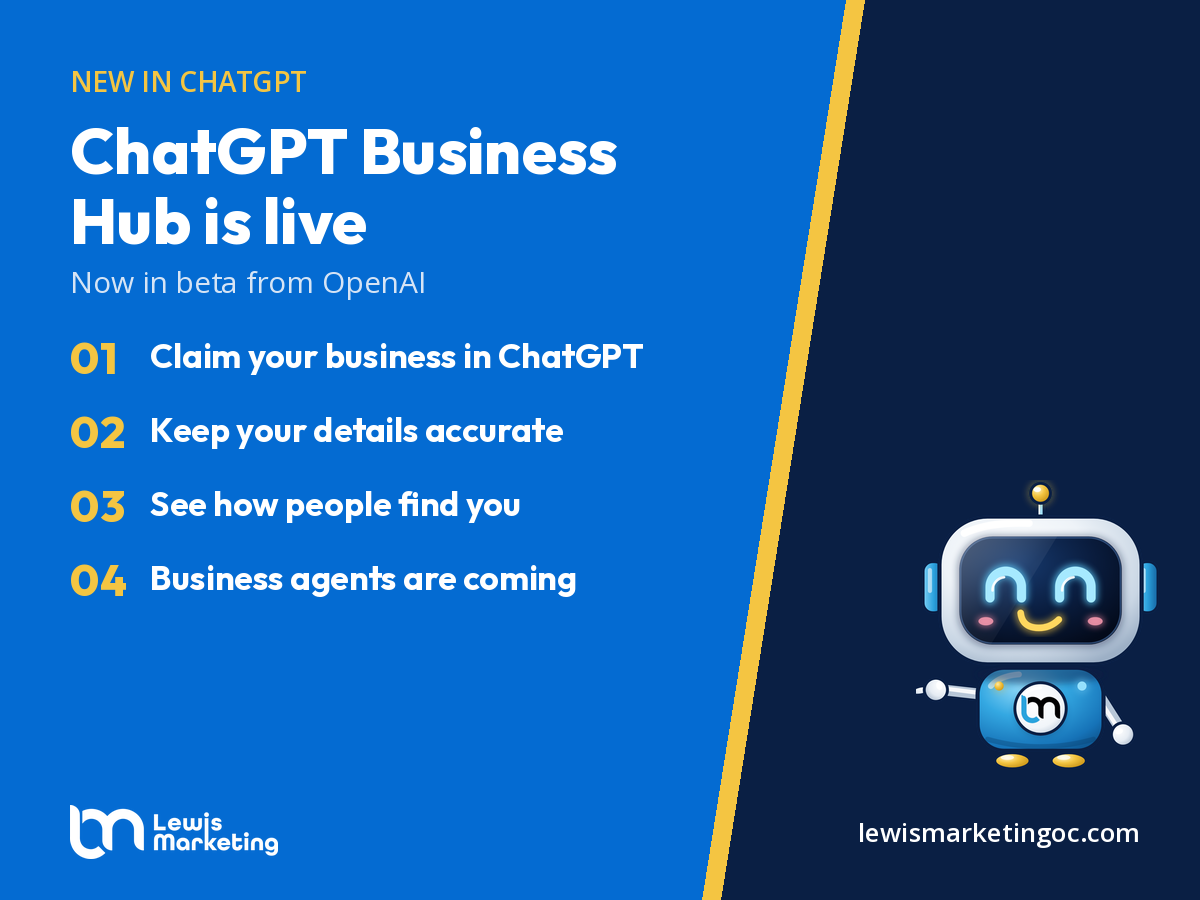 NEW IN CHATGPT
ChatGPT Business
Hub is live
Now in beta from OpenAI
01 Claim your business in ChatGPT
02 Keep your details accurate
03 See how people find you
04 Business agents are coming
bm
lm Lewis
Marketing
lewismarketingoc.com